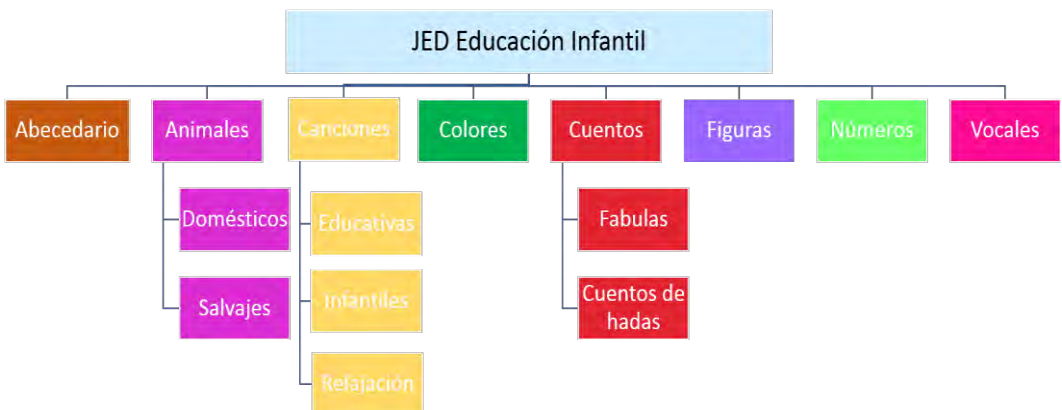 JED Educación Infantil
Abecedario
Animales
Canciones
Colores
Cuentos
Figuras
Números
Vocales
Domésticos
Salvajes
Educativas
Infantiles
Relajación
Fabulas
Cuentos de
hadas